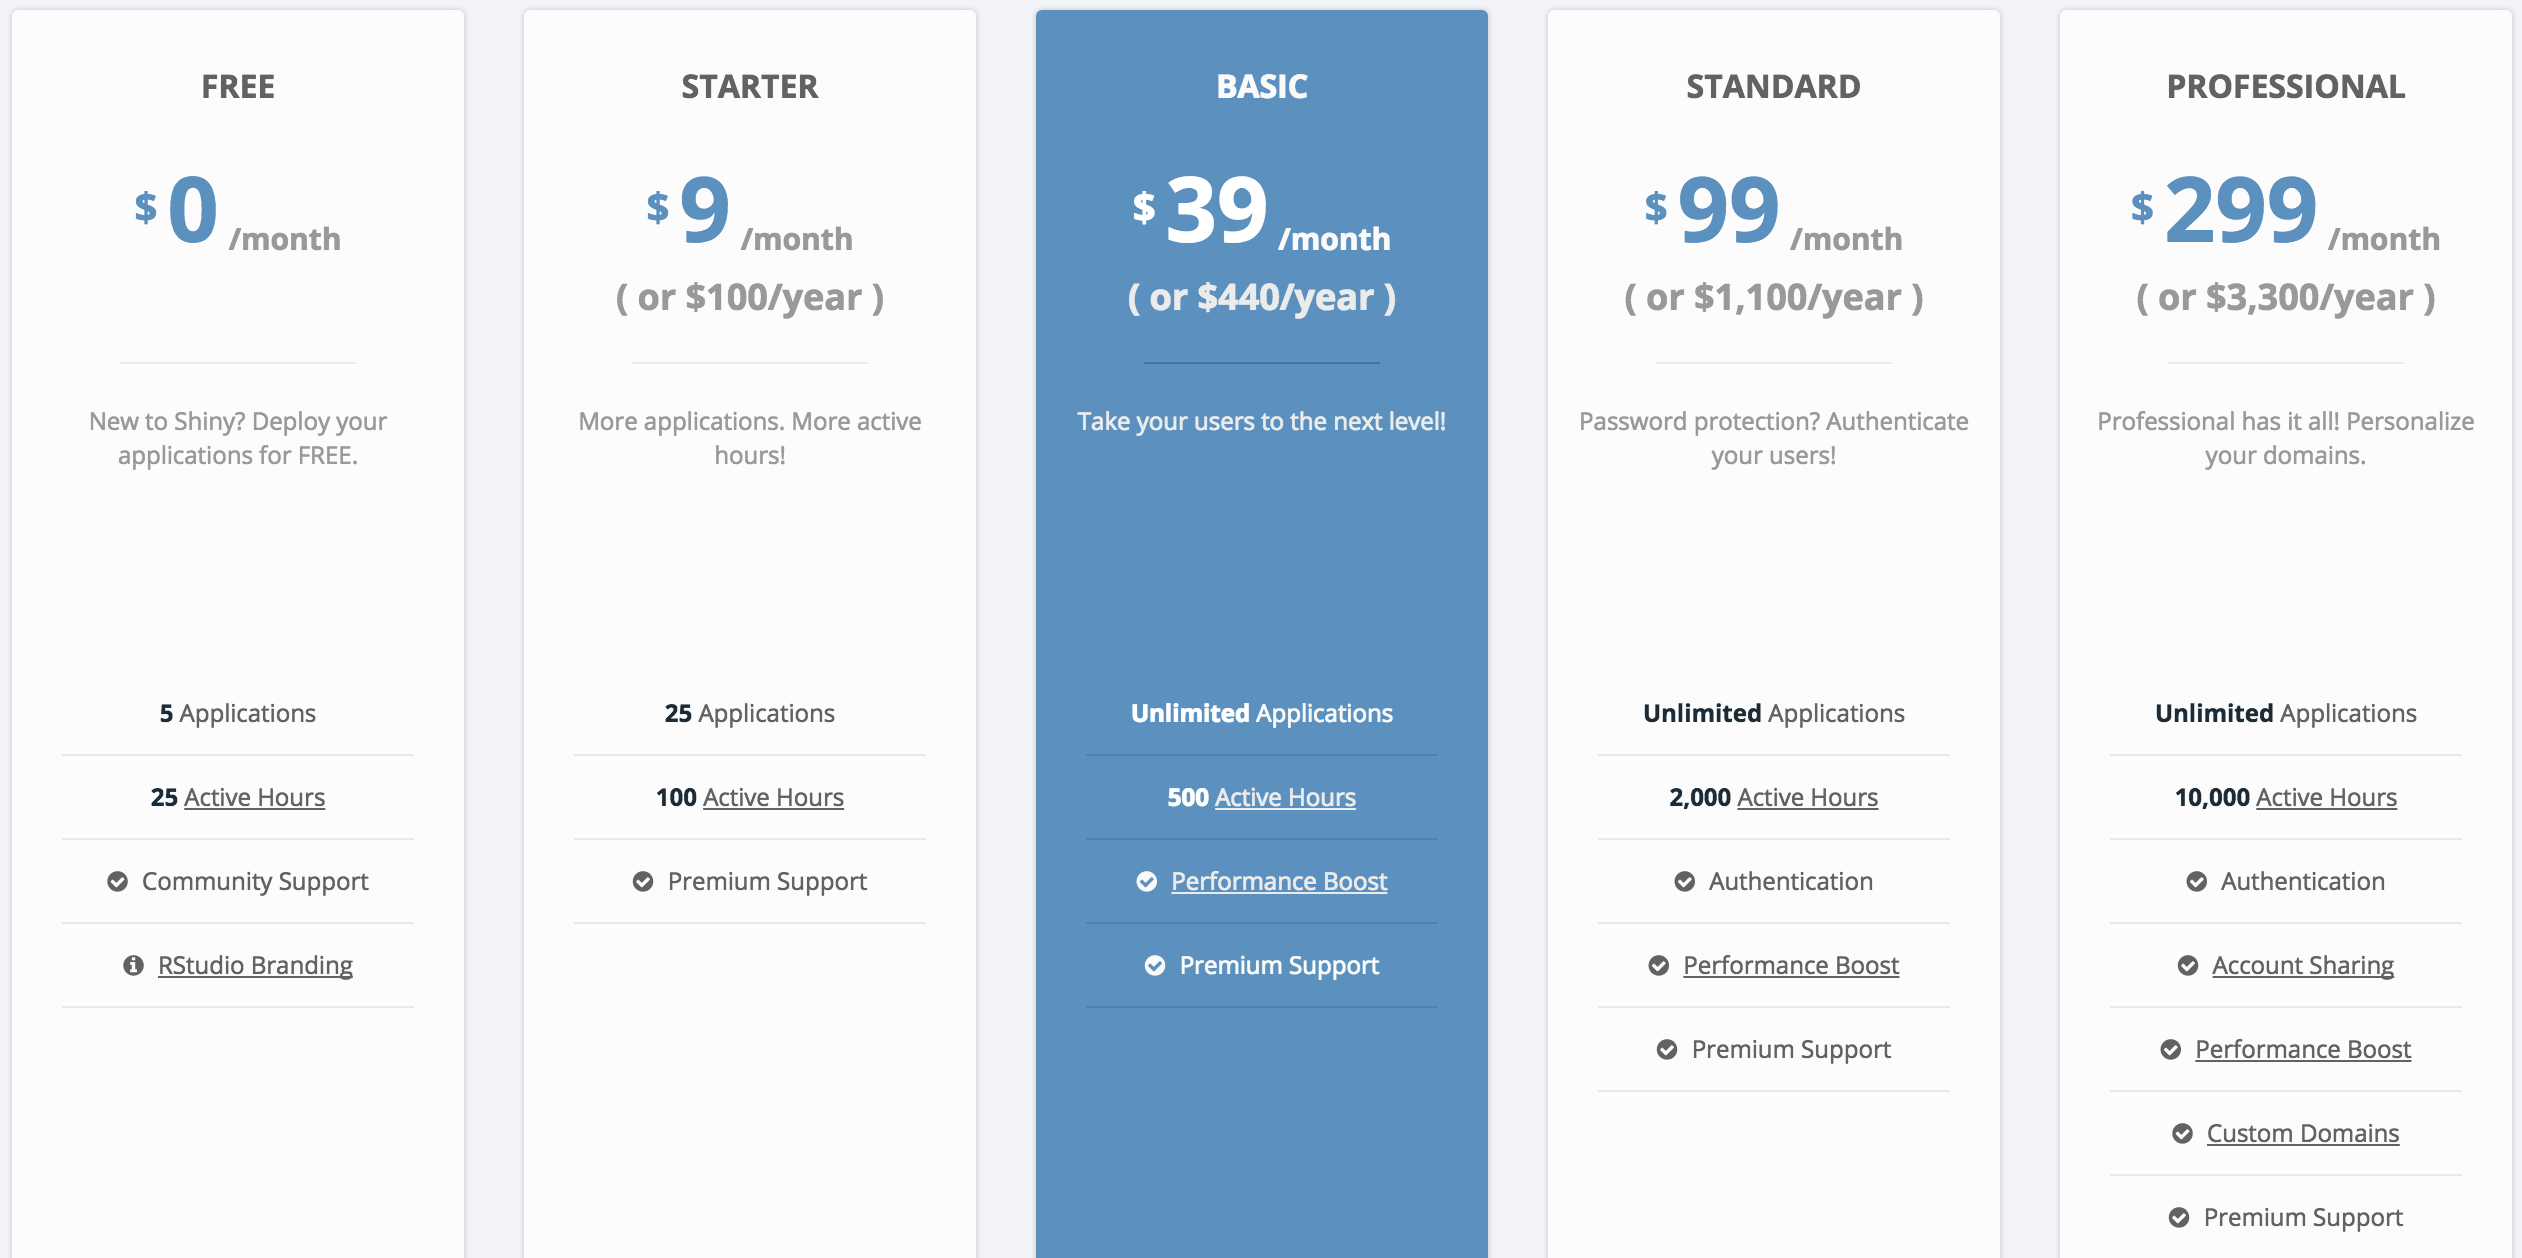 FREE
$ 0 /month
New to Shiny? Deploy your
applications for FREE.
5 Applications
25 Active Hours
Community Support
RStudio Branding
STARTER
$ 9 /month
( or $100/year )
More applications. More active
hours!
25 Applications
100 Active Hours
Premium Support
BASIC
$ 39 /month
( or $440/year )
Take your users to the next level!
Unlimited Applications
500 Active Hours
Performance Boost
Premium Support
STANDARD
$ 99 /month
( or $1,100/year )
Password protection? Authenticate
your users!
Unlimited Applications
2,000 Active Hours
Authentication
Performance Boost
Premium Support
PROFESSIONAL
$ 299 /month
( or $3,300/year )
Professional has it all! Personalize
your domains.
Unlimited Applications
10,000 Active Hours
Authentication
Account Sharing
Performance Boost
Custom Domains
Premium Support